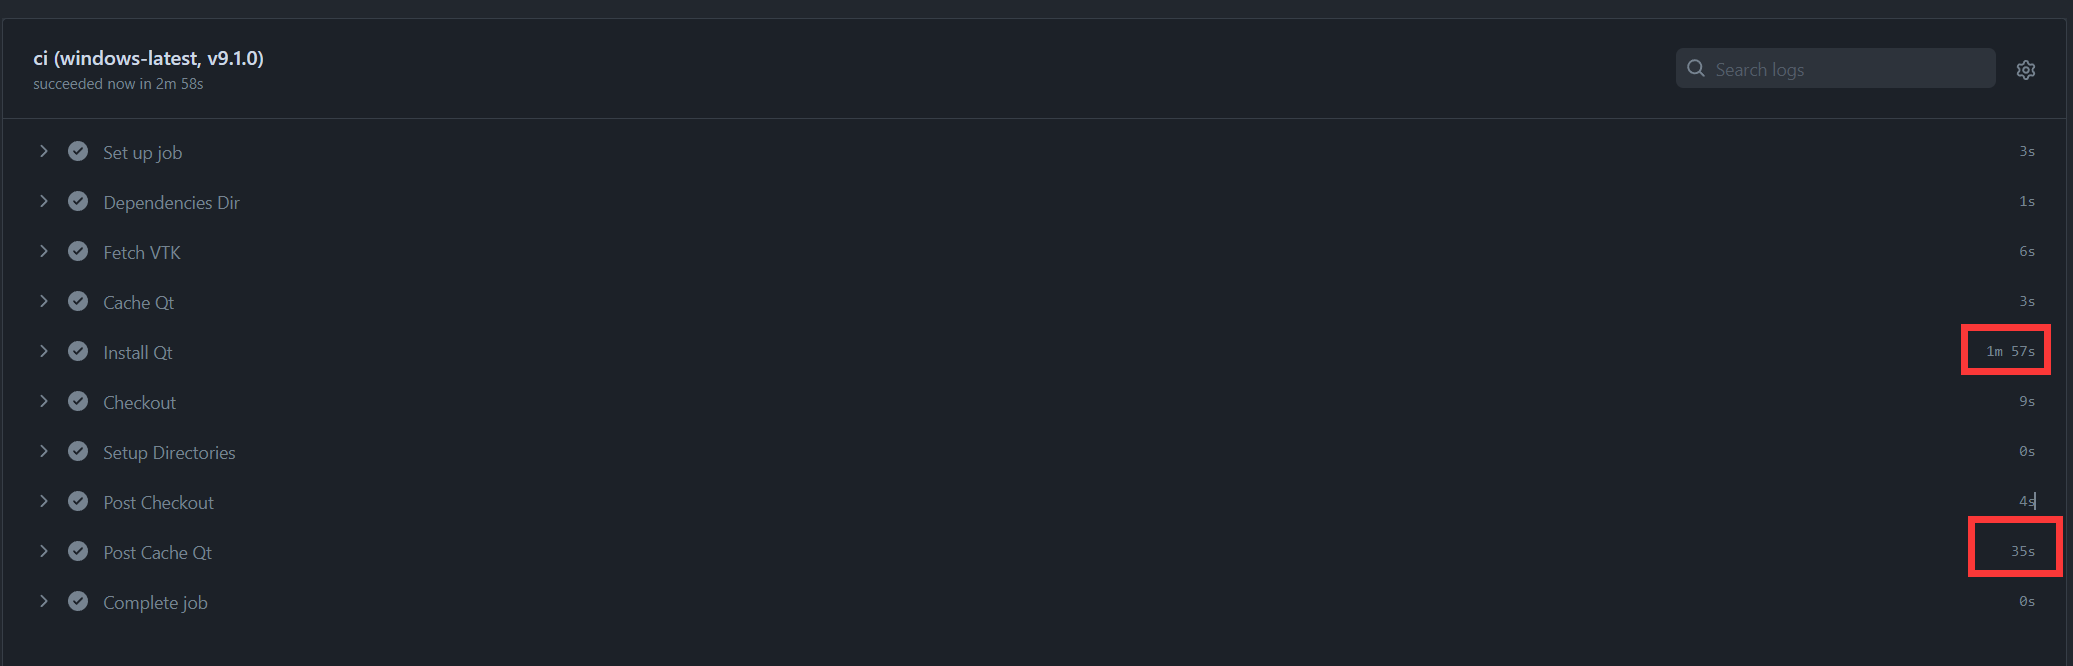 ci (windows-latest, v9.1.0)
succeeded now in 2m 58s
Search logs
Set up job 3s
Dependencies Dir 1s
Fetch VTK 6s
Cache Qt 3s
Install Qt 1m 57s
Checkout 9s
Setup Directories 0s
Post Checkout 4s
Post Cache Qt 35s
Complete job 0s